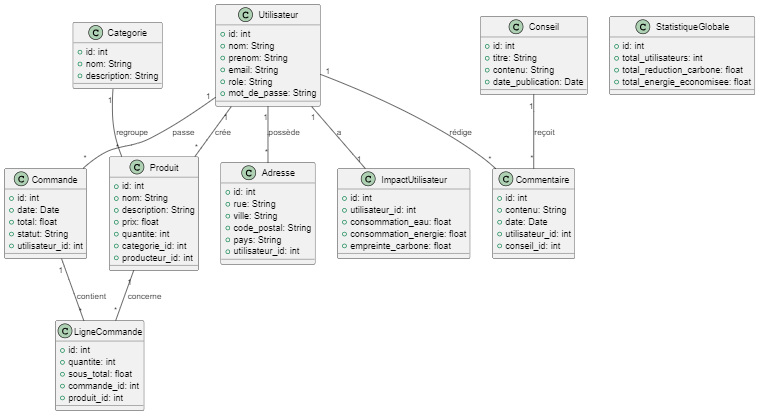 C Utilisateur
id: int
nom: String
prenom: String
email: String
role: String
mot_de_passe: String
C Categorie
id: int
nom: String
description: String
C Conseil
id: int
titre: String
contenu: String
date_publication: Date
C StatistiqueGlobale
id: int
total_utilisateurs: int
total_reduction_carbone: float
total_energie_economisee: float
1
1
1
1
1
1
1
regroupe
passe
crée
possède
a
rédige
reçoit
*
*
*
*
1
*
*
C Commande
id: int
date: Date
total: float
statut: String
utilisateur_id: int
C Produit
id: int
nom: String
description: String
prix: float
quantite: int
categorie_id: int
producteur_id: int
C Adresse
id: int
rue: String
ville: String
code_postal: String
pays: String
utilisateur_id: int
C ImpactUtilisateur
id: int
utilisateur_id: int
consommation_eau: float
consommation_energie: float
empreinte_carbone: float
C Commentaire
id: int
contenu: String
date: Date
utilisateur_id: int
conseil_id: int
1
1
contient
concerne
*
*
C LigneCommande
id: int
quantite: int
sous_total: float
commande_id: int
produit_id: int